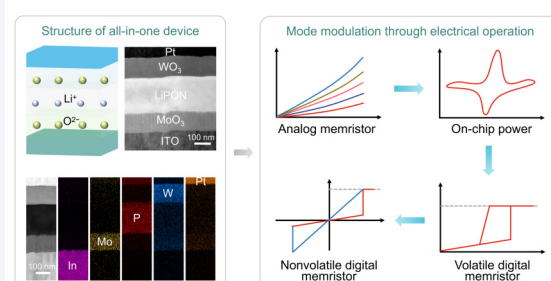 Structure of all-in-one device
Li⁺
O²⁻
Pt
WO₃
LiPON
MoO₃
ITO
100 nm
100 nm
In
Mo
P
W
Pt
Mode modulation through electrical operation
Analog memristor
On-chip power
Nonvolatile digital
memristor
Volatile digital
memristor